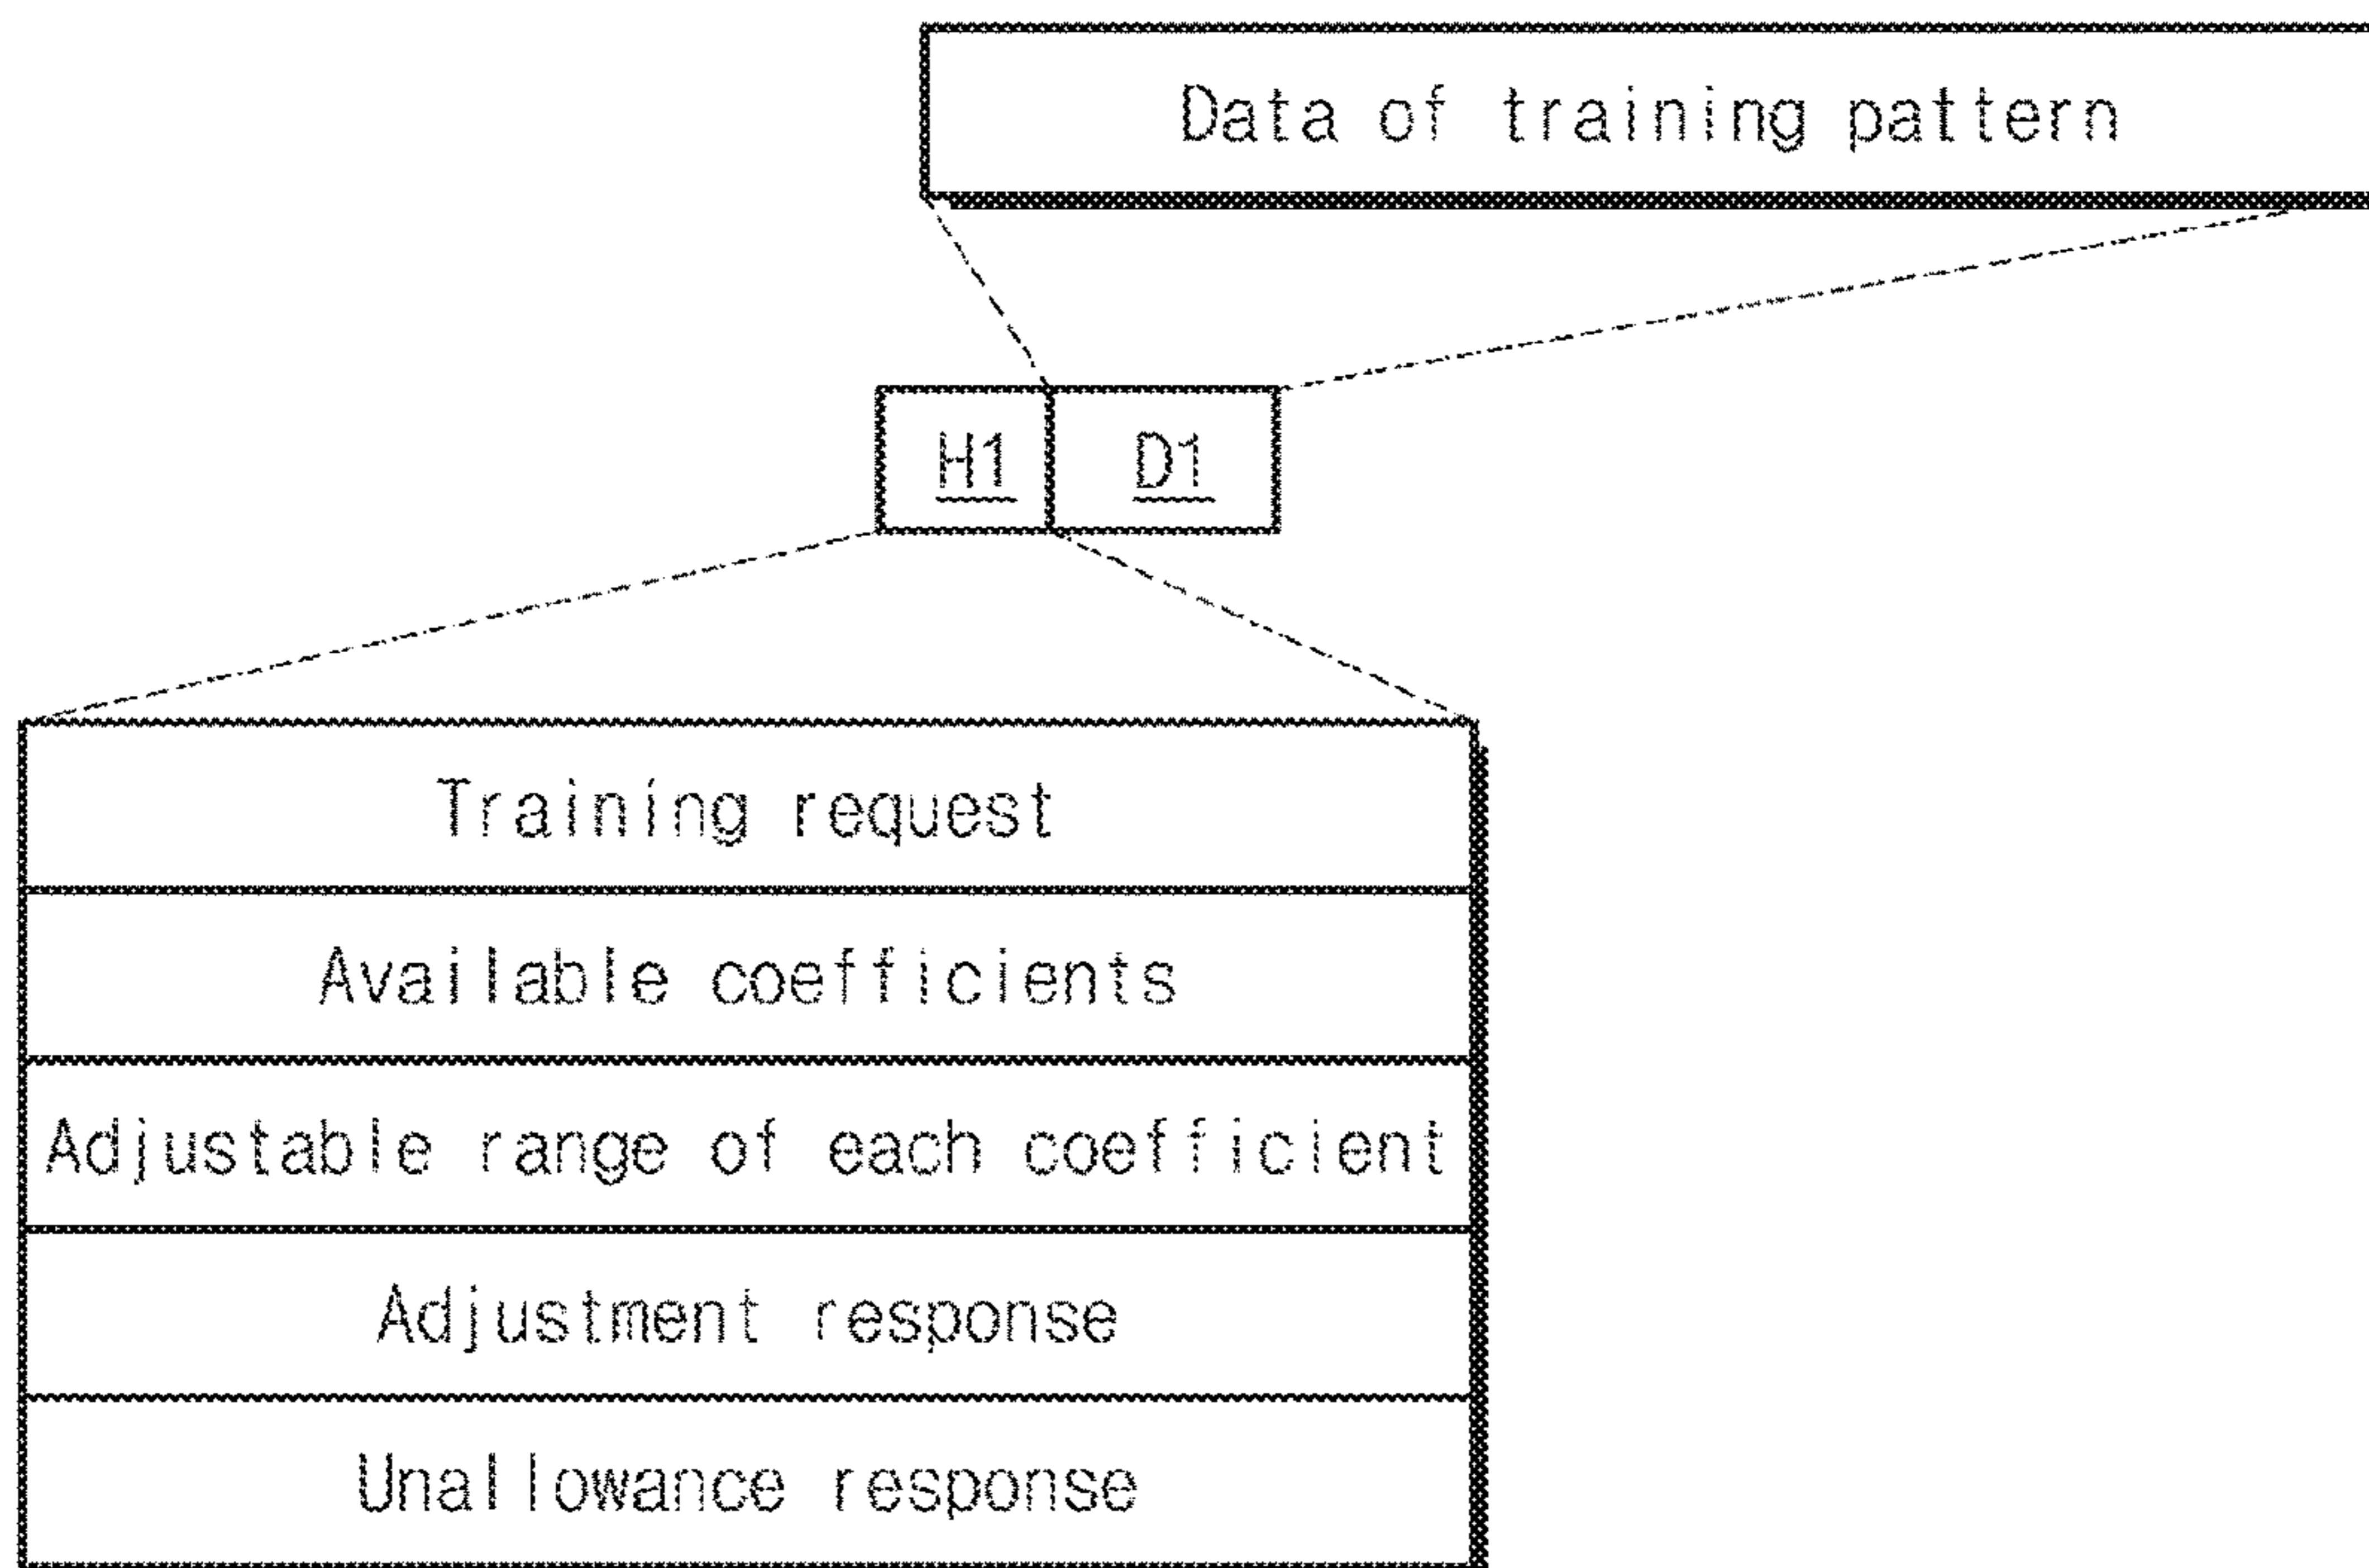 Data of training pattern
H1 D1
Training request
Available coefficients
Adjustable range of each coefficient
Adjustment response
Unallowance response